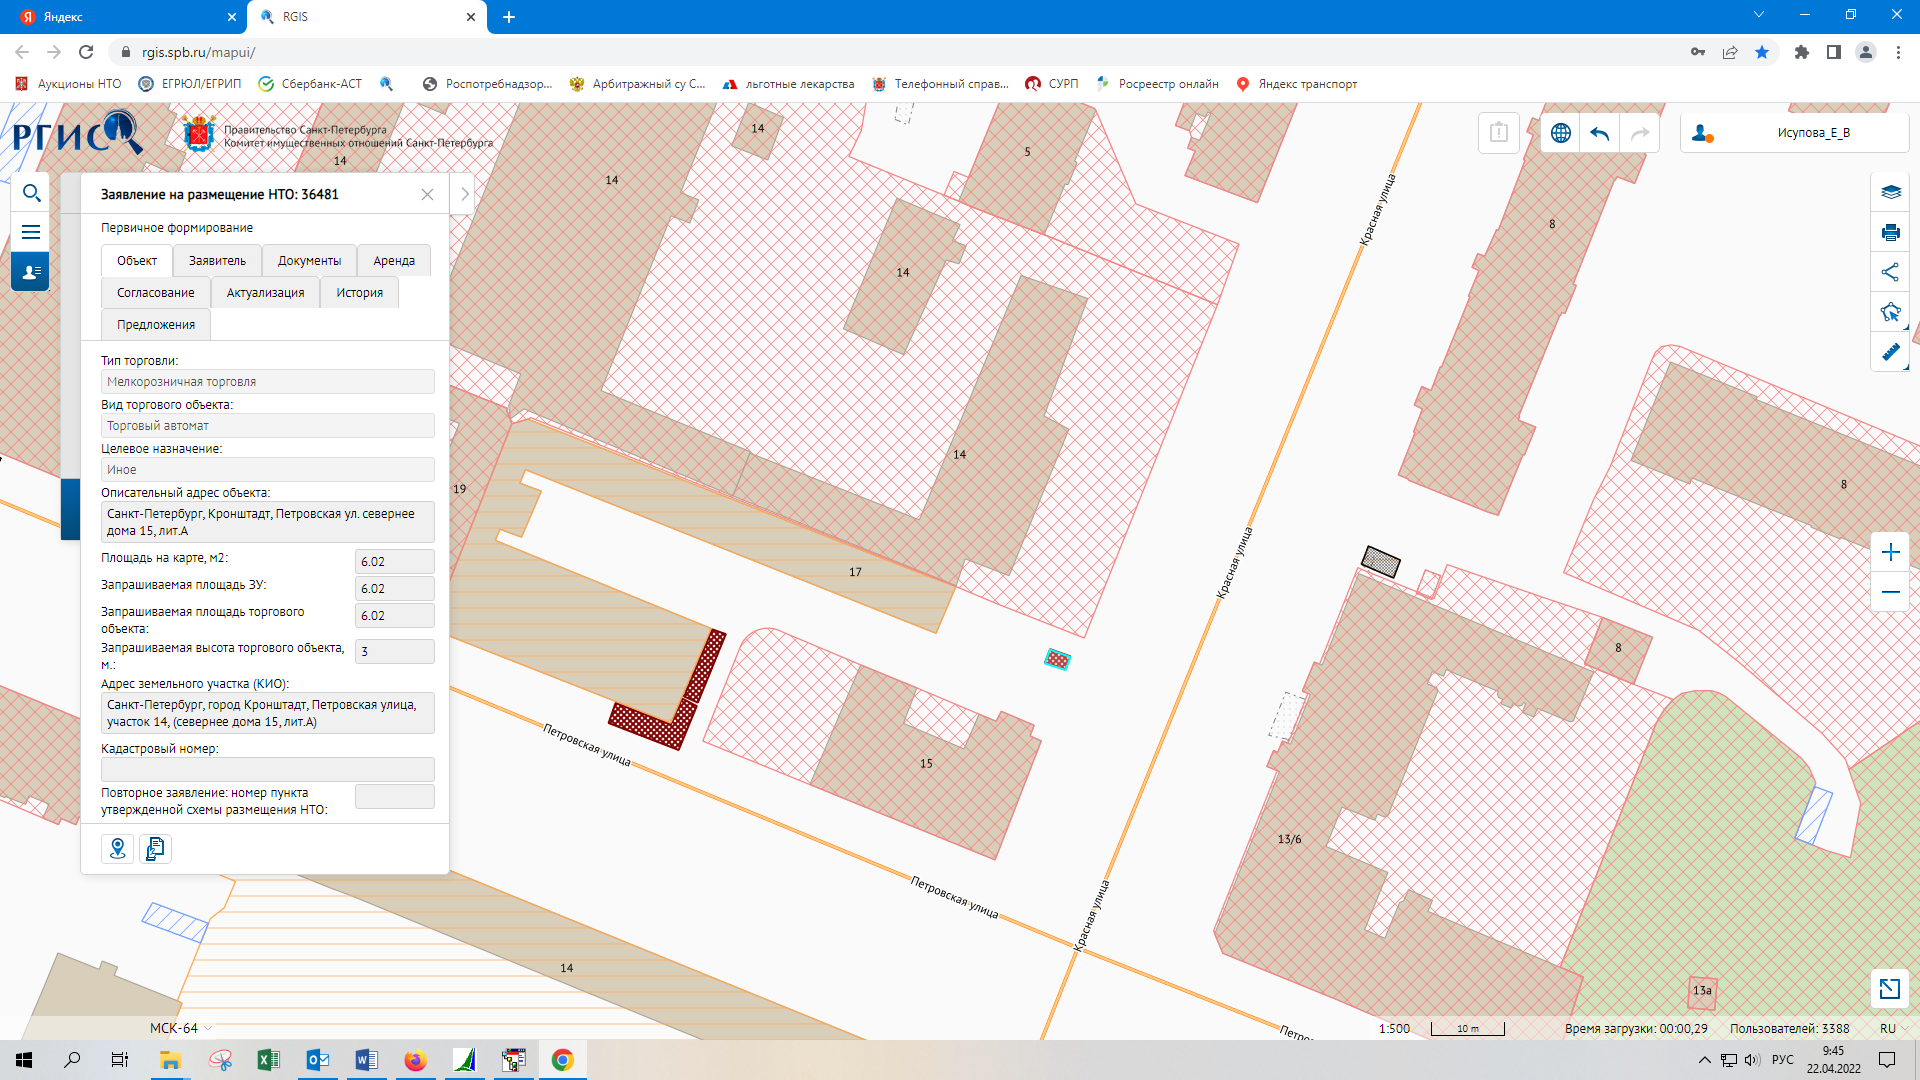 Яндекс
RGIS
rgis.spb.ru/mapui/
Аукционы НТО
ЕГРЮЛ/ЕГРИП
Сбербанк-АСТ
Роспотребнадзор...
Арбитражный су С...
льготные лекарства
Телефонный справ...
СУРП
Росреестр онлайн
Яндекс транспорт
РГИС
Правительство Санкт-Петербурга
Комитет имущественных отношений Санкт-Петербурга
Исупова_Е_В
Заявление на размещение НТО: 36481
Первичное формирование
Объект
Заявитель
Документы
Аренда
Согласование
Актуализация
История
Предложения
Тип торговли:
Мелкорозничная торговля
Вид торгового объекта:
Торговый автомат
Целевое назначение:
Иное
Описательный адрес объекта:
Санкт-Петербург, Кронштадт, Петровская ул. севернее
дома 15, лит.А
Площадь на карте, м2:
6.02
Запрашиваемая площадь ЗУ:
6.02
Запрашиваемая площадь торгового
объекта:
6.02
Запрашиваемая высота торгового объекта,
м.:
3
Адрес земельного участка (КИО):
Санкт-Петербург, город Кронштадт, Петровская улица,
участок 14, (севернее дома 15, лит.А)
Кадастровый номер:
Повторное заявление: номер пункта
утвержденной схемы размещения НТО:
14
14
14
5
14
14
8
8
19
17
8
15
13/6
14
13а
Красная улица
Красная улица
Красная улица
Петровская улица
Петровская улица
Петро
МСК-64
1:500
10 m
Время загрузки: 00:00,29
Пользователей: 3388
RU
РУС
9:45
22.04.2022